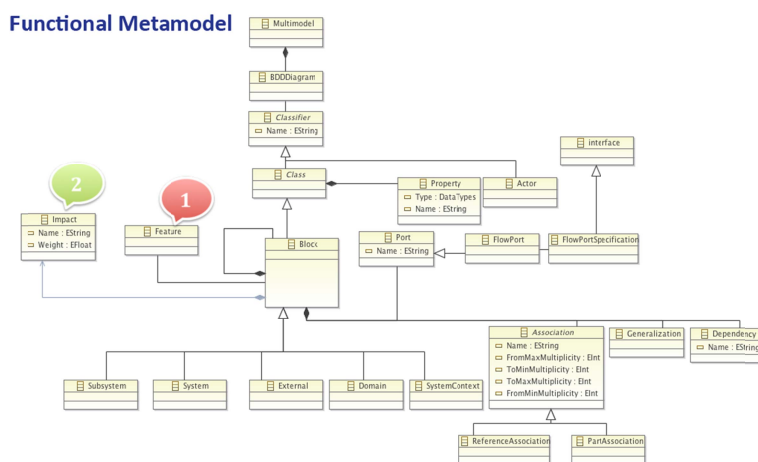 Functional Metamodel
Multimodel
BDDDiagram
Classifier
Name : EString
interface
Class
2
1
Property
Type : DataTypes
Name : EString
Actor
Impact
Name : EString
Weight : EFloat
Feature
Blocc
Port
Name : EString
FlowPort
FlowPortSpecification
Association
Name : EString
FromMaxMultiplicity : EInt
ToMinMultiplicity : EInt
ToMaxMultiplicity : EInt
FromMinMultiplicity : EInt
Generalization
Dependency
Name : EString
Subsystem
System
External
Domain
SystemContext
ReferenceAssociation
PartAssociation